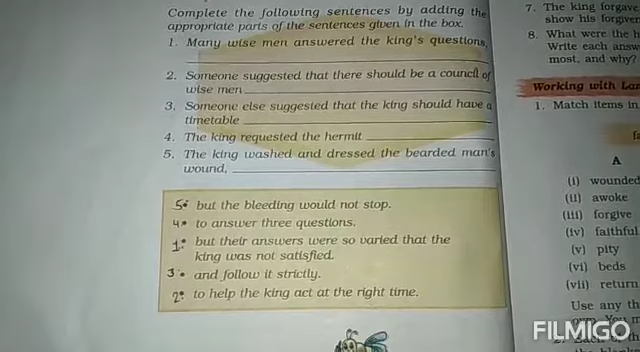 Complete the following sentences by adding the
appropriate parts of the sentences given in the box.
1. Many wise men answered the king's questions,
2. Someone suggested that there should be a council of
wise men
3. Someone else suggested that the king should have a
timetable
4. The king requested the hermit
5. The king washed and dressed the bearded man's
wound,
5• but the bleeding would not stop.
4• to answer three questions.
1• but their answers were so varied that the
king was not satisfied.
3• and follow it strictly.
2• to help the king act at the right time.
7. The king forgave
show his forgiven
8. What were the h
Write each answ
most, and why?
Working with Lan
1. Match items in
A
(i) wounded
(ii) awoke
(iii) forgive
(iv) faithful
(v) pity
(vi) beds
(vii) return
Use any th
FILMIGO